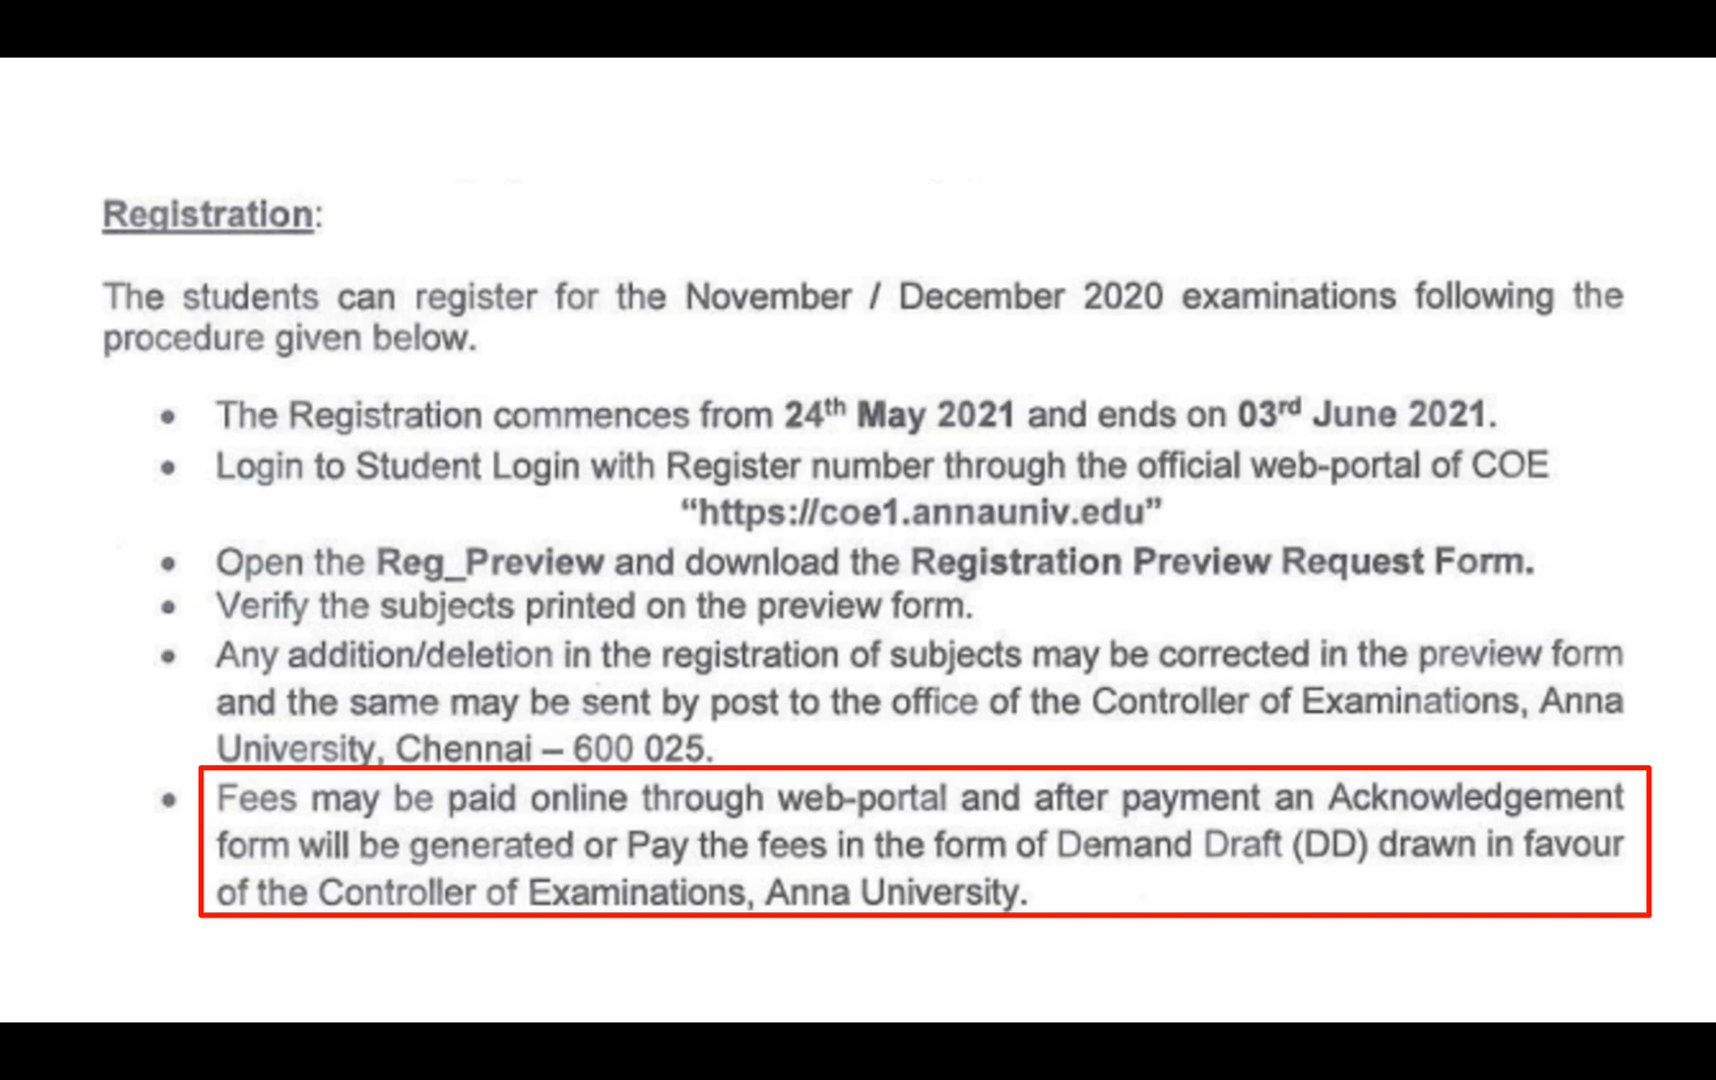 Registration:
The students can register for the November / December 2020 examinations following the
procedure given below.
• The Registration commences from 24th May 2021 and ends on 03rd June 2021.
• Login to Student Login with Register number through the official web-portal of COE
“https://coe1.annauniv.edu”
• Open the Reg_Preview and download the Registration Preview Request Form.
• Verify the subjects printed on the preview form.
• Any addition/deletion in the registration of subjects may be corrected in the preview form
and the same may be sent by post to the office of the Controller of Examinations, Anna
University, Chennai – 600 025.
• Fees may be paid online through web-portal and after payment an Acknowledgement
form will be generated or Pay the fees in the form of Demand Draft (DD) drawn in favour
of the Controller of Examinations, Anna University.